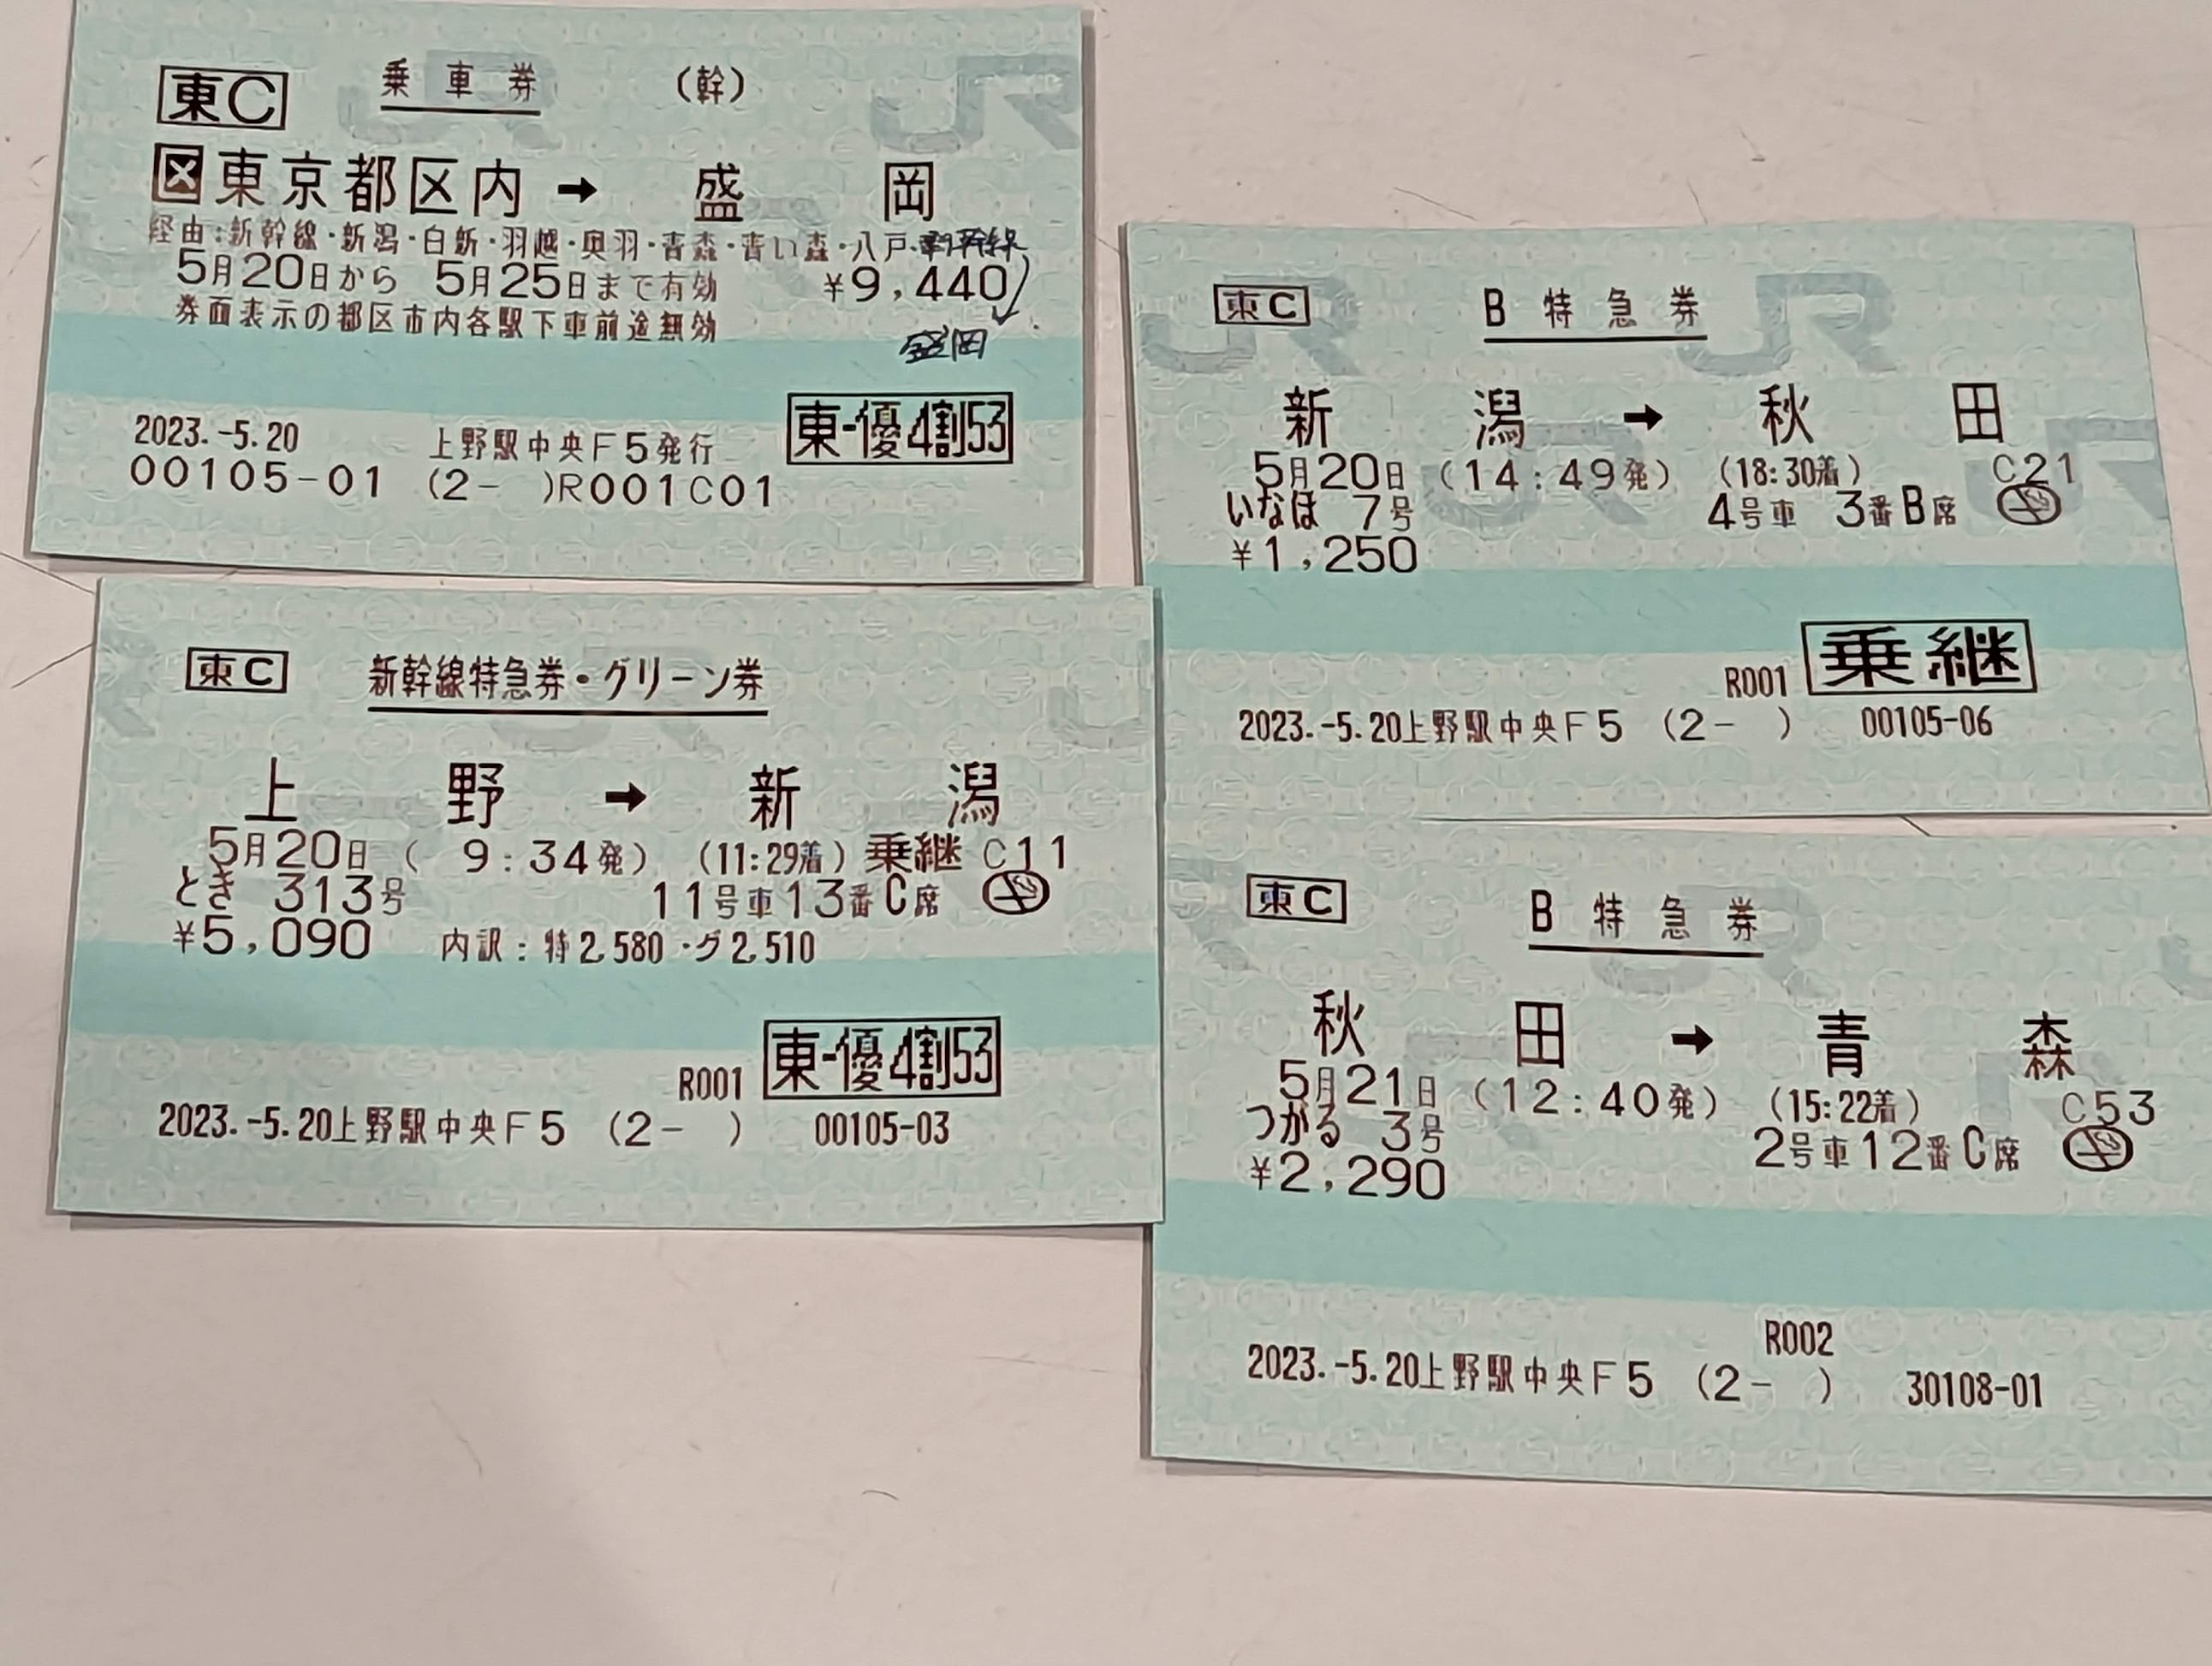 東C 乗車券 (幹)
区 東京都区内 → 盛岡
経由:新幹線・新潟・白新・羽越・奥羽・青森・青い森・八戸・新幹線
5月20日から 5月25日まで有効 ¥9,440
券面表示の都区市内各駅下車前途無効
盛岡
東-優4割53
2023.-5.20 上野駅中央F5発行
00105-01 (2- )R001C01
東C 新幹線特急券・グリーン券
上野 → 新潟
5月20日 ( 9:34発) (11:29着) 乗継 C11
とき 313号 11号車13番C席
¥5,090 内訳:特2,580・グ2,510
R001 東-優4割53
2023.-5.20上野駅中央F5 (2- ) 00105-03
東C B特急券
新潟 → 秋田
5月20日 (14:49発) (18:30着) C21
いなほ 7号 4号車 3番B席
¥1,250
R001 乗継
2023.-5.20上野駅中央F5 (2- ) 00105-06
東C B特急券
秋田 → 青森
5月21日 (12:40発) (15:22着) C53
つがる 3号 2号車12番C席
¥2,290
R002
2023.-5.20上野駅中央F5 (2- ) 30108-01